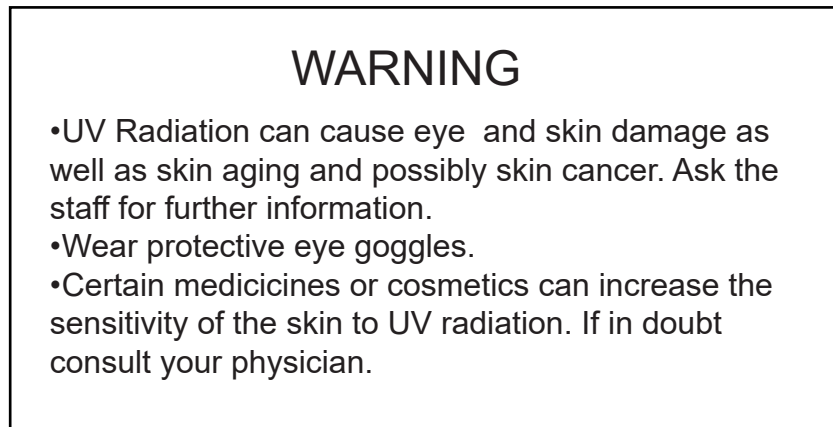 WARNING
•UV Radiation can cause eye  and skin damage as
well as skin aging and possibly skin cancer. Ask the
staff for further information.
•Wear protective eye goggles.
•Certain medicicines or cosmetics can increase the
sensitivity of the skin to UV radiation. If in doubt
consult your physician.